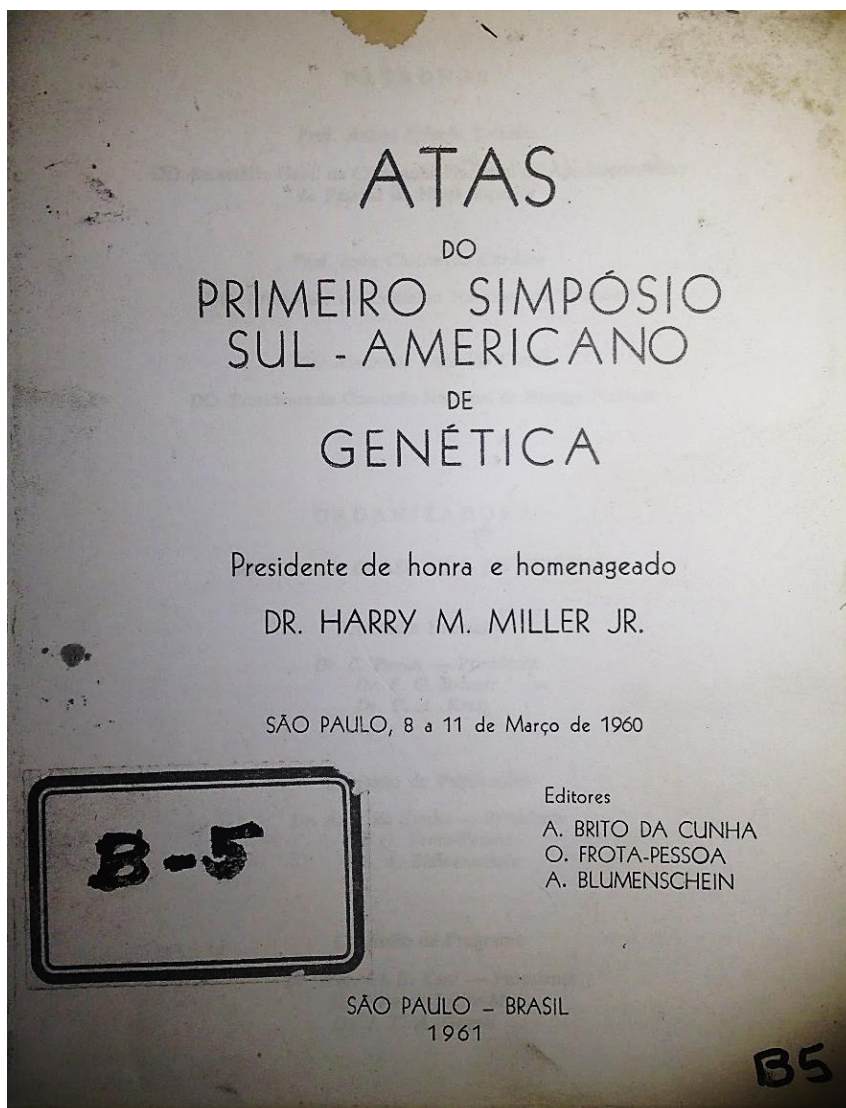 ATAS
DO
PRIMEIRO SIMPÓSIO
SUL - AMERICANO
DE
GENÉTICA
Presidente de honra e homenageado
DR. HARRY M. MILLER JR.
SÃO PAULO, 8 a 11 de Março de 1960
Editores
A. BRITO DA CUNHA
O. FROTA-PESSOA
A. BLUMENSCHEIN
B-5
SÃO PAULO – BRASIL
1961
B5